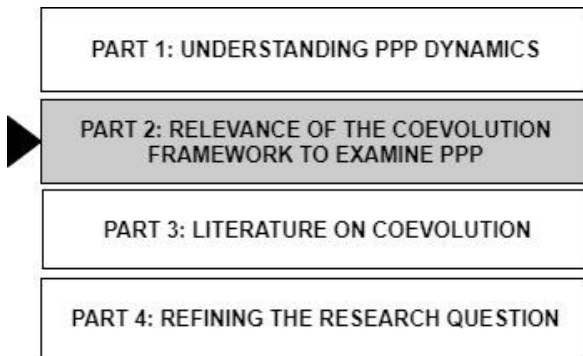 PART 1: UNDERSTANDING PPP DYNAMICS
PART 2: RELEVANCE OF THE COEVOLUTION
FRAMEWORK TO EXAMINE PPP
PART 3: LITERATURE ON COEVOLUTION
PART 4: REFINING THE RESEARCH QUESTION